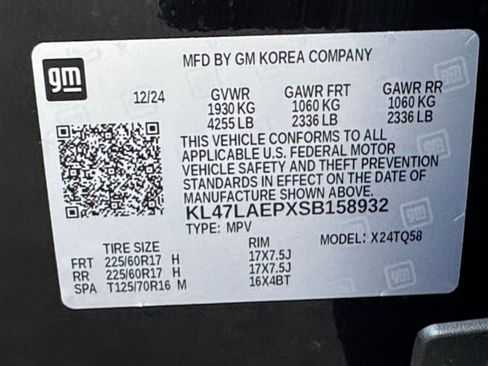 gm
MFD BY GM KOREA COMPANY
12/24 GVWR GAWR FRT GAWR RR
1930 KG 1060 KG 1060 KG
4255 LB 2336 LB 2336 LB
THIS VEHICLE CONFORMS TO ALL
APPLICABLE U.S. FEDERAL MOTOR
VEHICLE SAFETY AND THEFT PREVENTION
STANDARDS IN EFFECT ON THE DATE OF
MANUFACTURE SHOWN ABOVE.
KL47LAEPXSB158932
TYPE: MPV MODEL: X24TQ58
TIRE SIZE RIM
FRT 225/60R17 H 17X7.5J
RR 225/60R17 H 17X7.5J
SPA T125/70R16 M 16X4BT